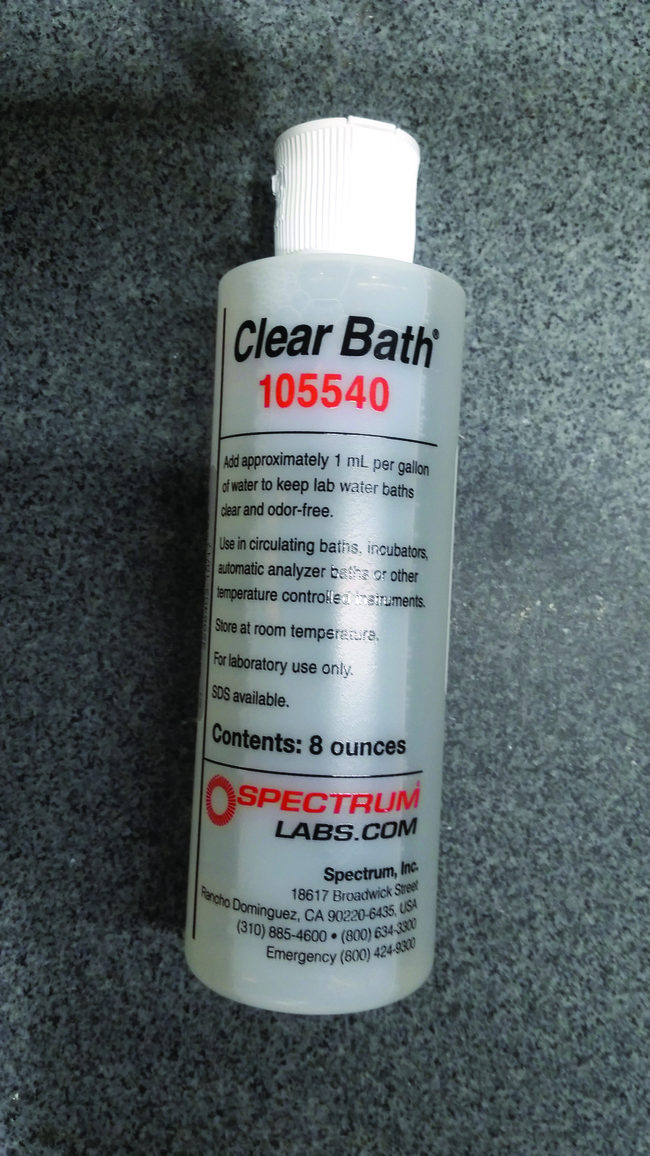 Clear Bath®
105540
Add approximately 1 mL per gallon
of water to keep lab water baths
clear and odor-free.
Use in circulating baths, incubators,
automatic analyzer baths or other
temperature controlled instruments.
Store at room temperature.
For laboratory use only.
SDS available.
Contents: 8 ounces
SPECTRUM
LABS.COM
Spectrum, Inc.
18617 Broadwick Street
Rancho Dominguez, CA 90220-6435, USA
(310) 885-4600 • (800) 634-3300
Emergency (800) 424-9300